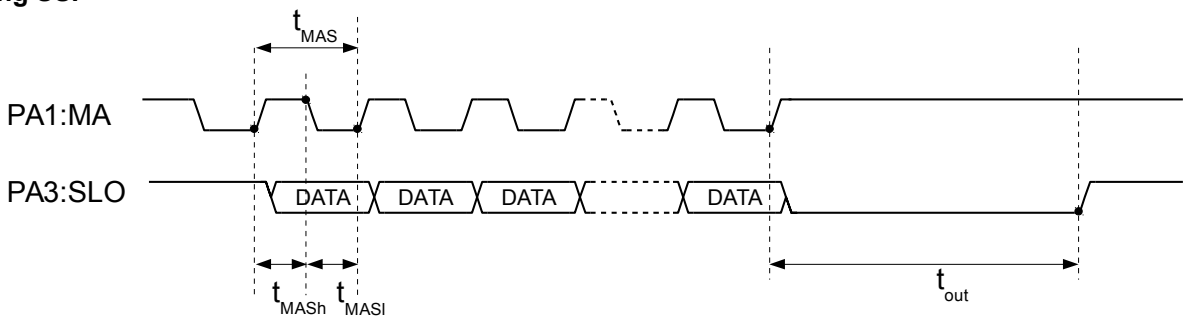 t_MAS
PA1:MA
PA3:SLO
DATA DATA DATA DATA
t_MASh t_MASl t_out